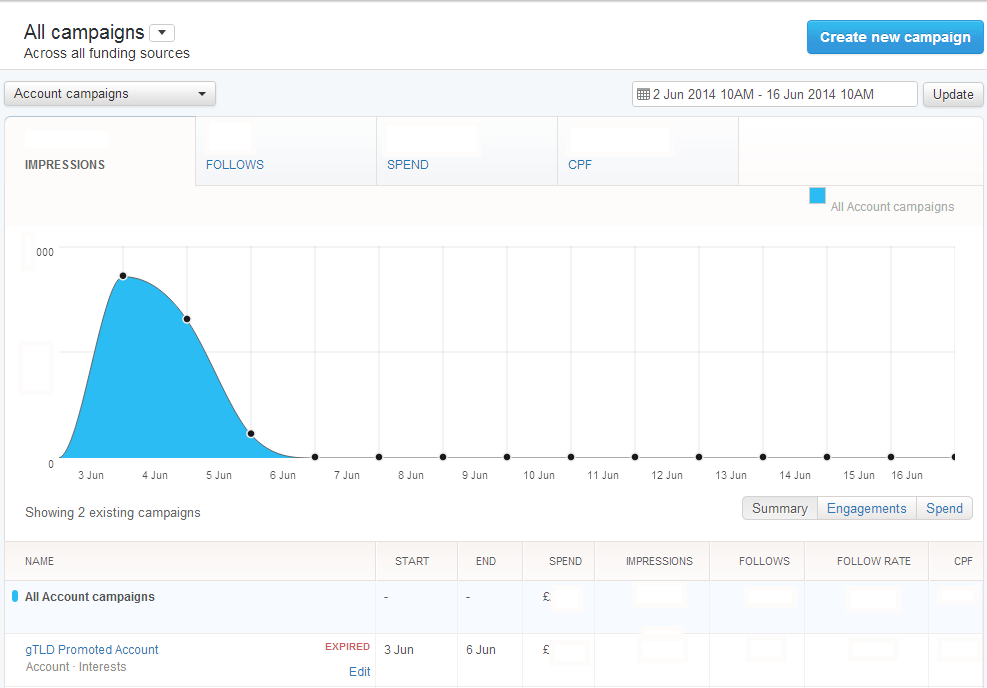 All campaigns
Across all funding sources
Create new campaign
Account campaigns
2 Jun 2014 10AM - 16 Jun 2014 10AM
Update
IMPRESSIONS
FOLLOWS
SPEND
CPF
All Account campaigns
000
0
3 Jun 4 Jun 5 Jun 6 Jun 7 Jun 8 Jun 9 Jun 10 Jun 11 Jun 12 Jun 13 Jun 14 Jun 15 Jun 16 Jun
Showing 2 existing campaigns
Summary Engagements Spend
NAME START END SPEND IMPRESSIONS FOLLOWS FOLLOW RATE CPF
All Account campaigns - - £
gTLD Promoted Account EXPIRED 3 Jun 6 Jun £
Account · Interests
Edit